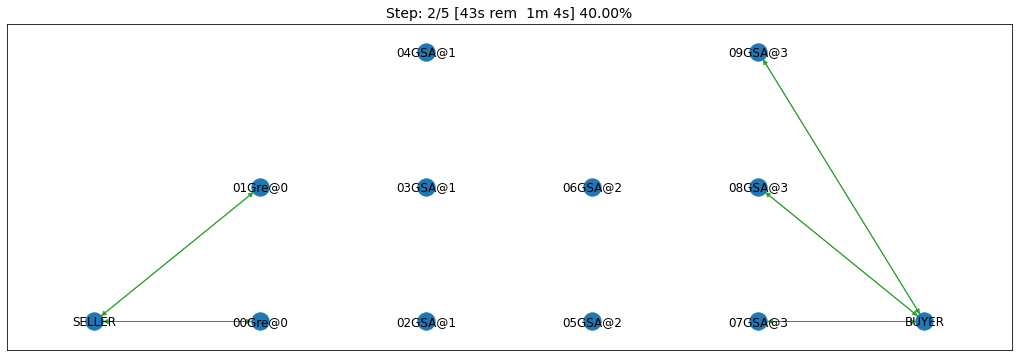 Step: 2/5 [43s rem  1m 4s] 40.00%
04GSA@1 09GSA@3
01Gre@0 03GSA@1 06GSA@2 08GSA@3
SELLER 00Gre@0 02GSA@1 05GSA@2 07GSA@3 BUYER